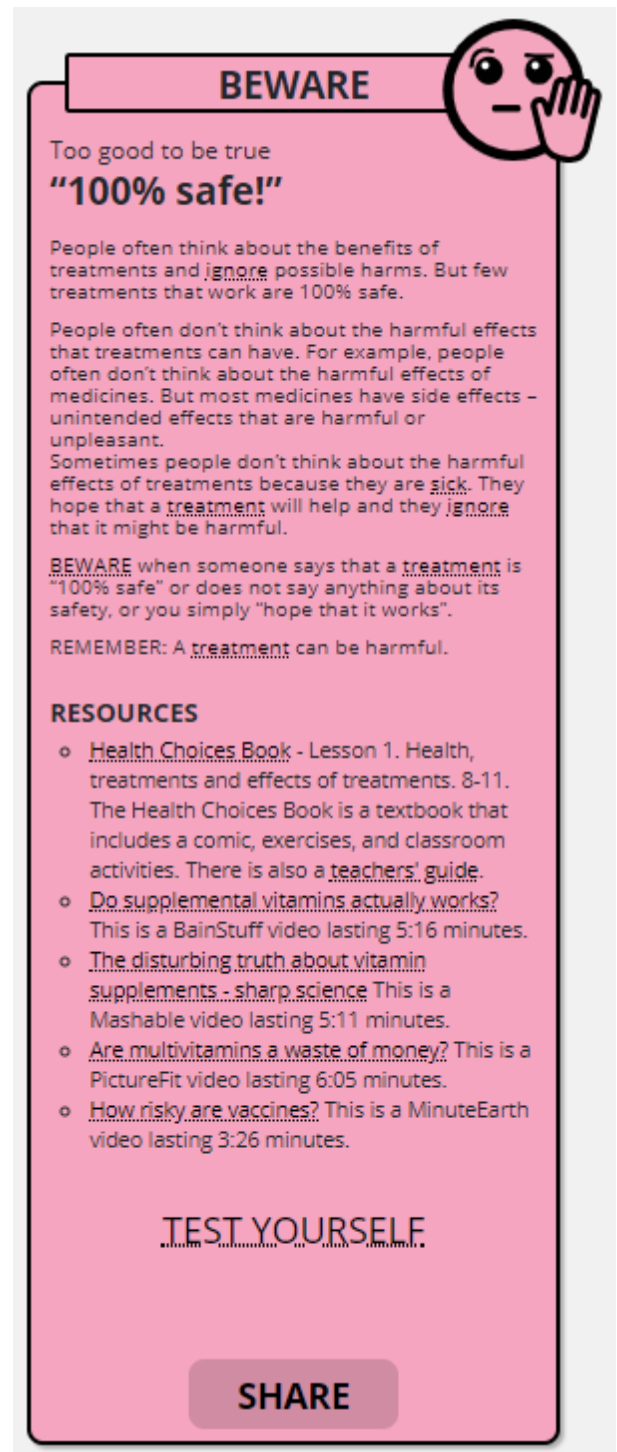 BEWARE
Too good to be true
“100% safe!”
People often think about the benefits of
treatments and ignore possible harms. But few
treatments that work are 100% safe.
People often don’t think about the harmful effects
that treatments can have. For example, people
often don’t think about the harmful effects of
medicines. But most medicines have side effects –
unintended effects that are harmful or
unpleasant.
Sometimes people don’t think about the harmful
effects of treatments because they are sick. They
hope that a treatment will help and they ignore
that it might be harmful.
BEWARE when someone says that a treatment is
“100% safe” or does not say anything about its
safety, or you simply “hope that it works”.
REMEMBER: A treatment can be harmful.
RESOURCES
Health Choices Book - Lesson 1. Health,
treatments and effects of treatments. 8-11.
The Health Choices Book is a textbook that
includes a comic, exercises, and classroom
activities. There is also a teachers' guide.
Do supplemental vitamins actually works?
This is a BainStuff video lasting 5:16 minutes.
The disturbing truth about vitamin
supplements - sharp science This is a
Mashable video lasting 5:11 minutes.
Are multivitamins a waste of money? This is a
PictureFit video lasting 6:05 minutes.
How risky are vaccines? This is a MinuteEarth
video lasting 3:26 minutes.
TEST YOURSELF
SHARE